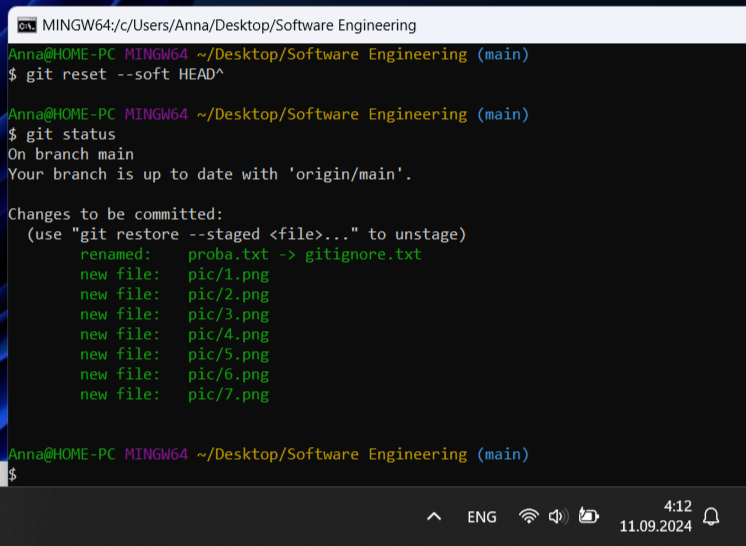 MINGW64:/c/Users/Anna/Desktop/Software Engineering
Anna@HOME-PC MINGW64 ~/Desktop/Software Engineering (main)
$ git reset --soft HEAD^
Anna@HOME-PC MINGW64 ~/Desktop/Software Engineering (main)
$ git status
On branch main
Your branch is up to date with 'origin/main'.
Changes to be committed:
(use "git restore --staged <file>..." to unstage)
renamed: proba.txt -> gitignore.txt
new file: pic/1.png
new file: pic/2.png
new file: pic/3.png
new file: pic/4.png
new file: pic/5.png
new file: pic/6.png
new file: pic/7.png
Anna@HOME-PC MINGW64 ~/Desktop/Software Engineering (main)
$
ENG
4:12
11.09.2024